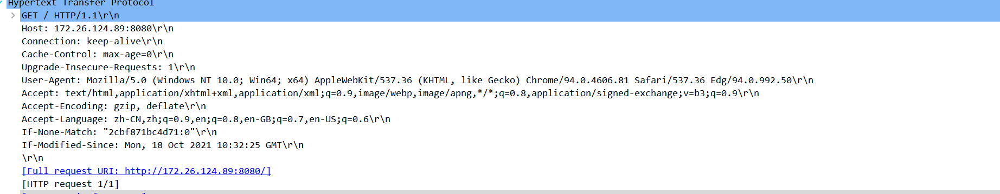 Hypertext Transfer Protocol
GET / HTTP/1.1\r\n
Host: 172.26.124.89:8080\r\n
Connection: keep-alive\r\n
Cache-Control: max-age=0\r\n
Upgrade-Insecure-Requests: 1\r\n
User-Agent: Mozilla/5.0 (Windows NT 10.0; Win64; x64) AppleWebKit/537.36 (KHTML, like Gecko) Chrome/94.0.4606.81 Safari/537.36 Edg/94.0.992.50\r\n
Accept: text/html,application/xhtml+xml,application/xml;q=0.9,image/webp,image/apng,*/*;q=0.8,application/signed-exchange;v=b3;q=0.9\r\n
Accept-Encoding: gzip, deflate\r\n
Accept-Language: zh-CN,zh;q=0.9,en;q=0.8,en-GB;q=0.7,en-US;q=0.6\r\n
If-None-Match: "2cbf871bc4d71:0"\r\n
If-Modified-Since: Mon, 18 Oct 2021 10:32:25 GMT\r\n
\r\n
[Full request URI: http://172.26.124.89:8080/]
[HTTP request 1/1]